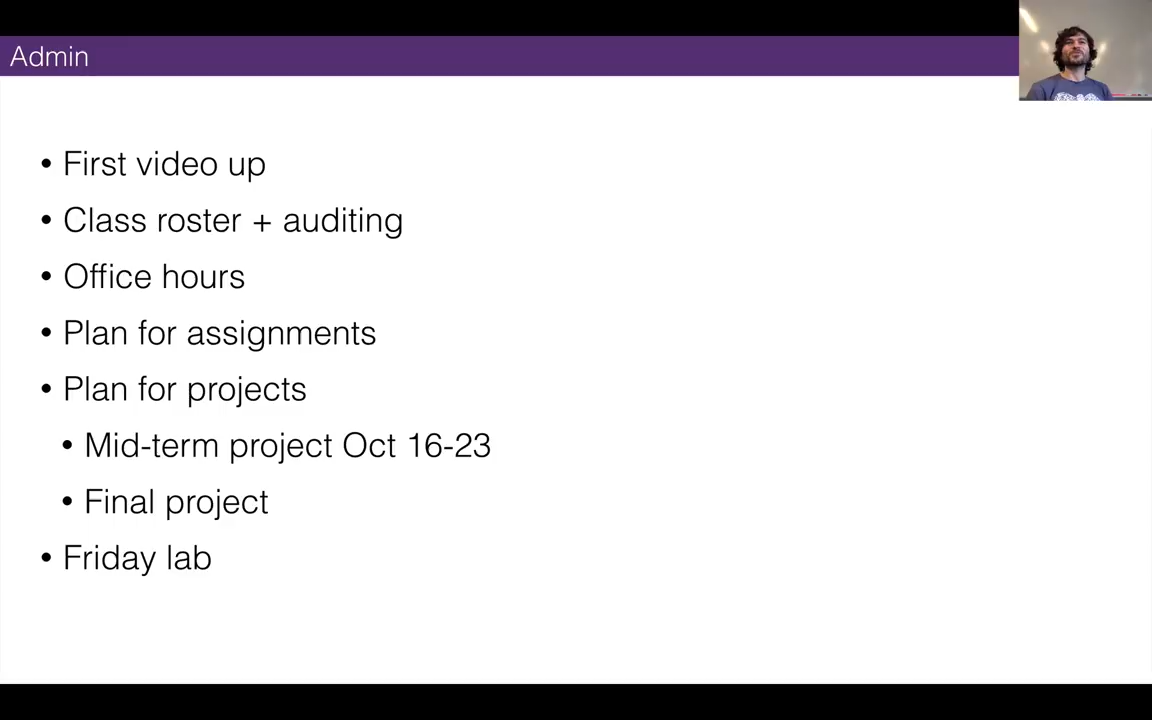 Admin
• First video up
• Class roster + auditing
• Office hours
• Plan for assignments
• Plan for projects
• Mid-term project Oct 16-23
• Final project
• Friday lab